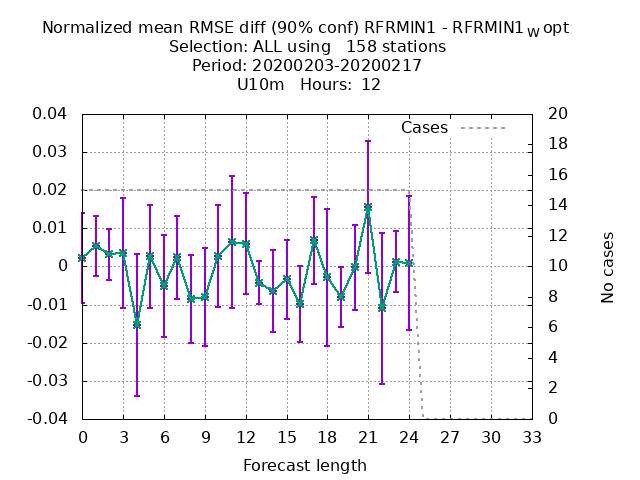 Normalized mean RMSE diff (90% conf) RFRMIN1 - RFRMIN1W opt
Selection: ALL using 158 stations
Period: 20200203-20200217
U10m Hours: 12
Cases
0.04
0.03
0.02
0.01
0
-0.01
-0.02
-0.03
-0.04
20
18
16
14
12
10
8
6
4
2
0
No cases
0 3 6 9 12 15 18 21 24 27 30 33
Forecast length